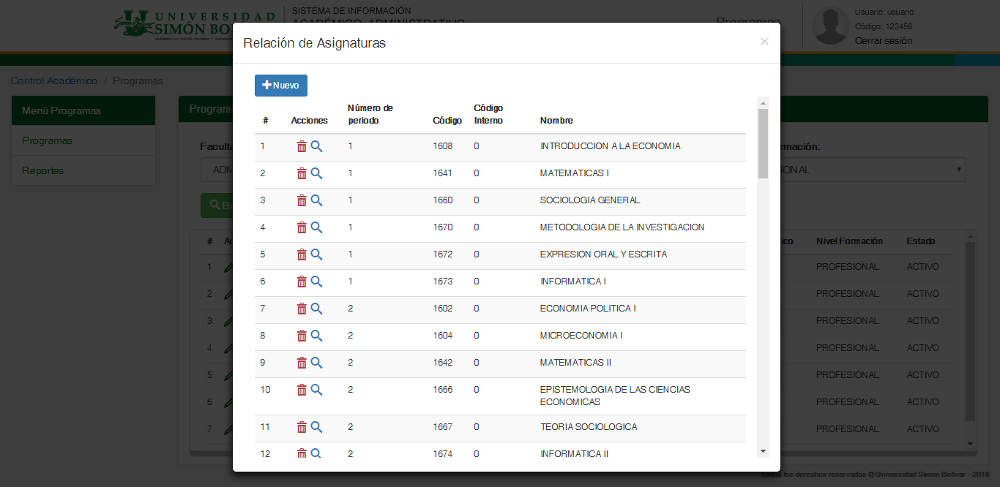 UNIVERSIDAD
SIMÓN BO
SISTEMA DE INFORMACIÓN
ACADÉMICO ADMINISTRATIVO
Programas
Usuario: usuario
Código: 123456
Cerrar sesión
Control Académico / Programas
Menú Programas
Programas
Reportes
Program
Faculta
ADM
rmación:
ONAL
B
# A
ico Nivel Formación Estado
1 PROFESIONAL ACTIVO
2 PROFESIONAL ACTIVO
3 PROFESIONAL ACTIVO
4 PROFESIONAL ACTIVO
5 PROFESIONAL ACTIVO
6 PROFESIONAL ACTIVO
7 PROFESIONAL ACTIVO
Relación de Asignaturas ×
Nuevo
# Acciones Número de periodo Código Código Interno Nombre
1 1 1608 0 INTRODUCCION A LA ECONOMIA
2 1 1641 0 MATEMATICAS I
3 1 1660 0 SOCIOLOGIA GENERAL
4 1 1670 0 METODOLOGIA DE LA INVESTIGACION
5 1 1672 0 EXPRESION ORAL Y ESCRITA
6 1 1673 0 INFORMATICA I
7 2 1602 0 ECONOMIA POLITICA I
8 2 1604 0 MICROECONOMIA I
9 2 1642 0 MATEMATICAS II
10 2 1666 0 EPISTEMOLOGIA DE LAS CIENCIAS
ECONOMICAS
11 2 1667 0 TEORIA SOCIOLOGICA
12 2 1674 0 INFORMATICA II
Todos los derechos reservados © Universidad Simon Bolivar - 2018